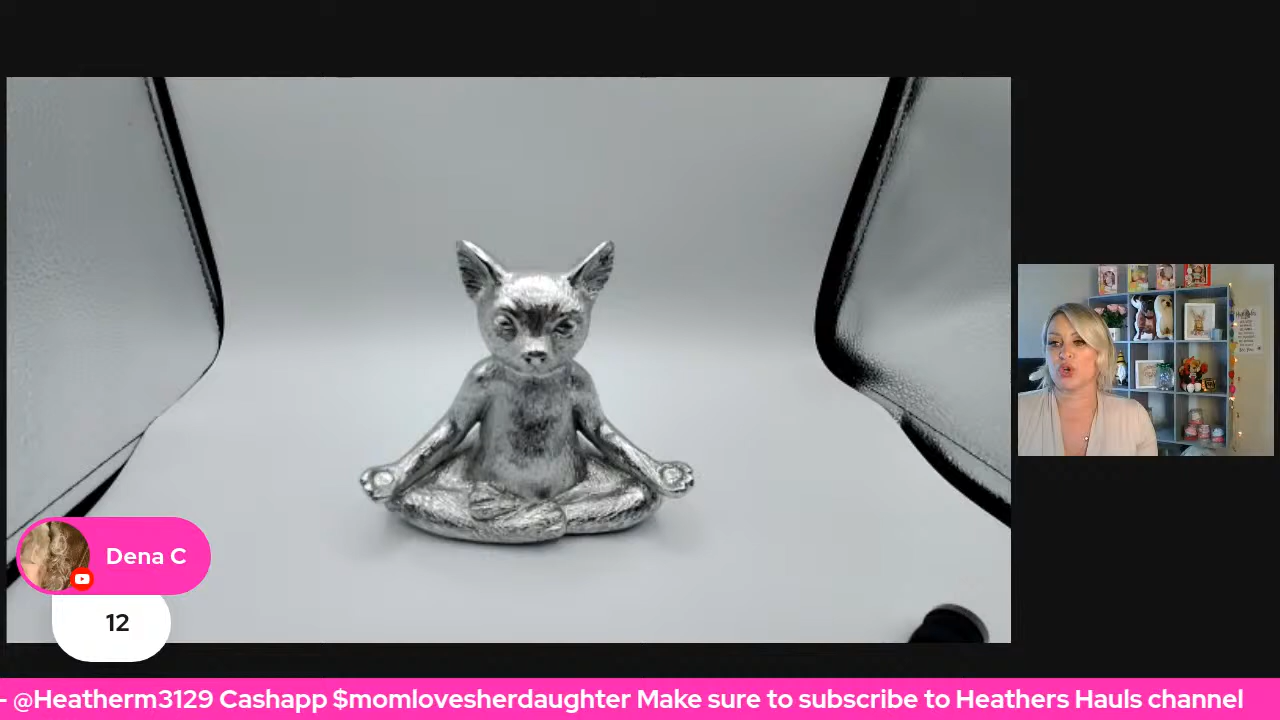 Dena C
12
- @Heatherm3129 Cashapp $momlovesherdaughter Make sure to subscribe to Heathers Hauls channel